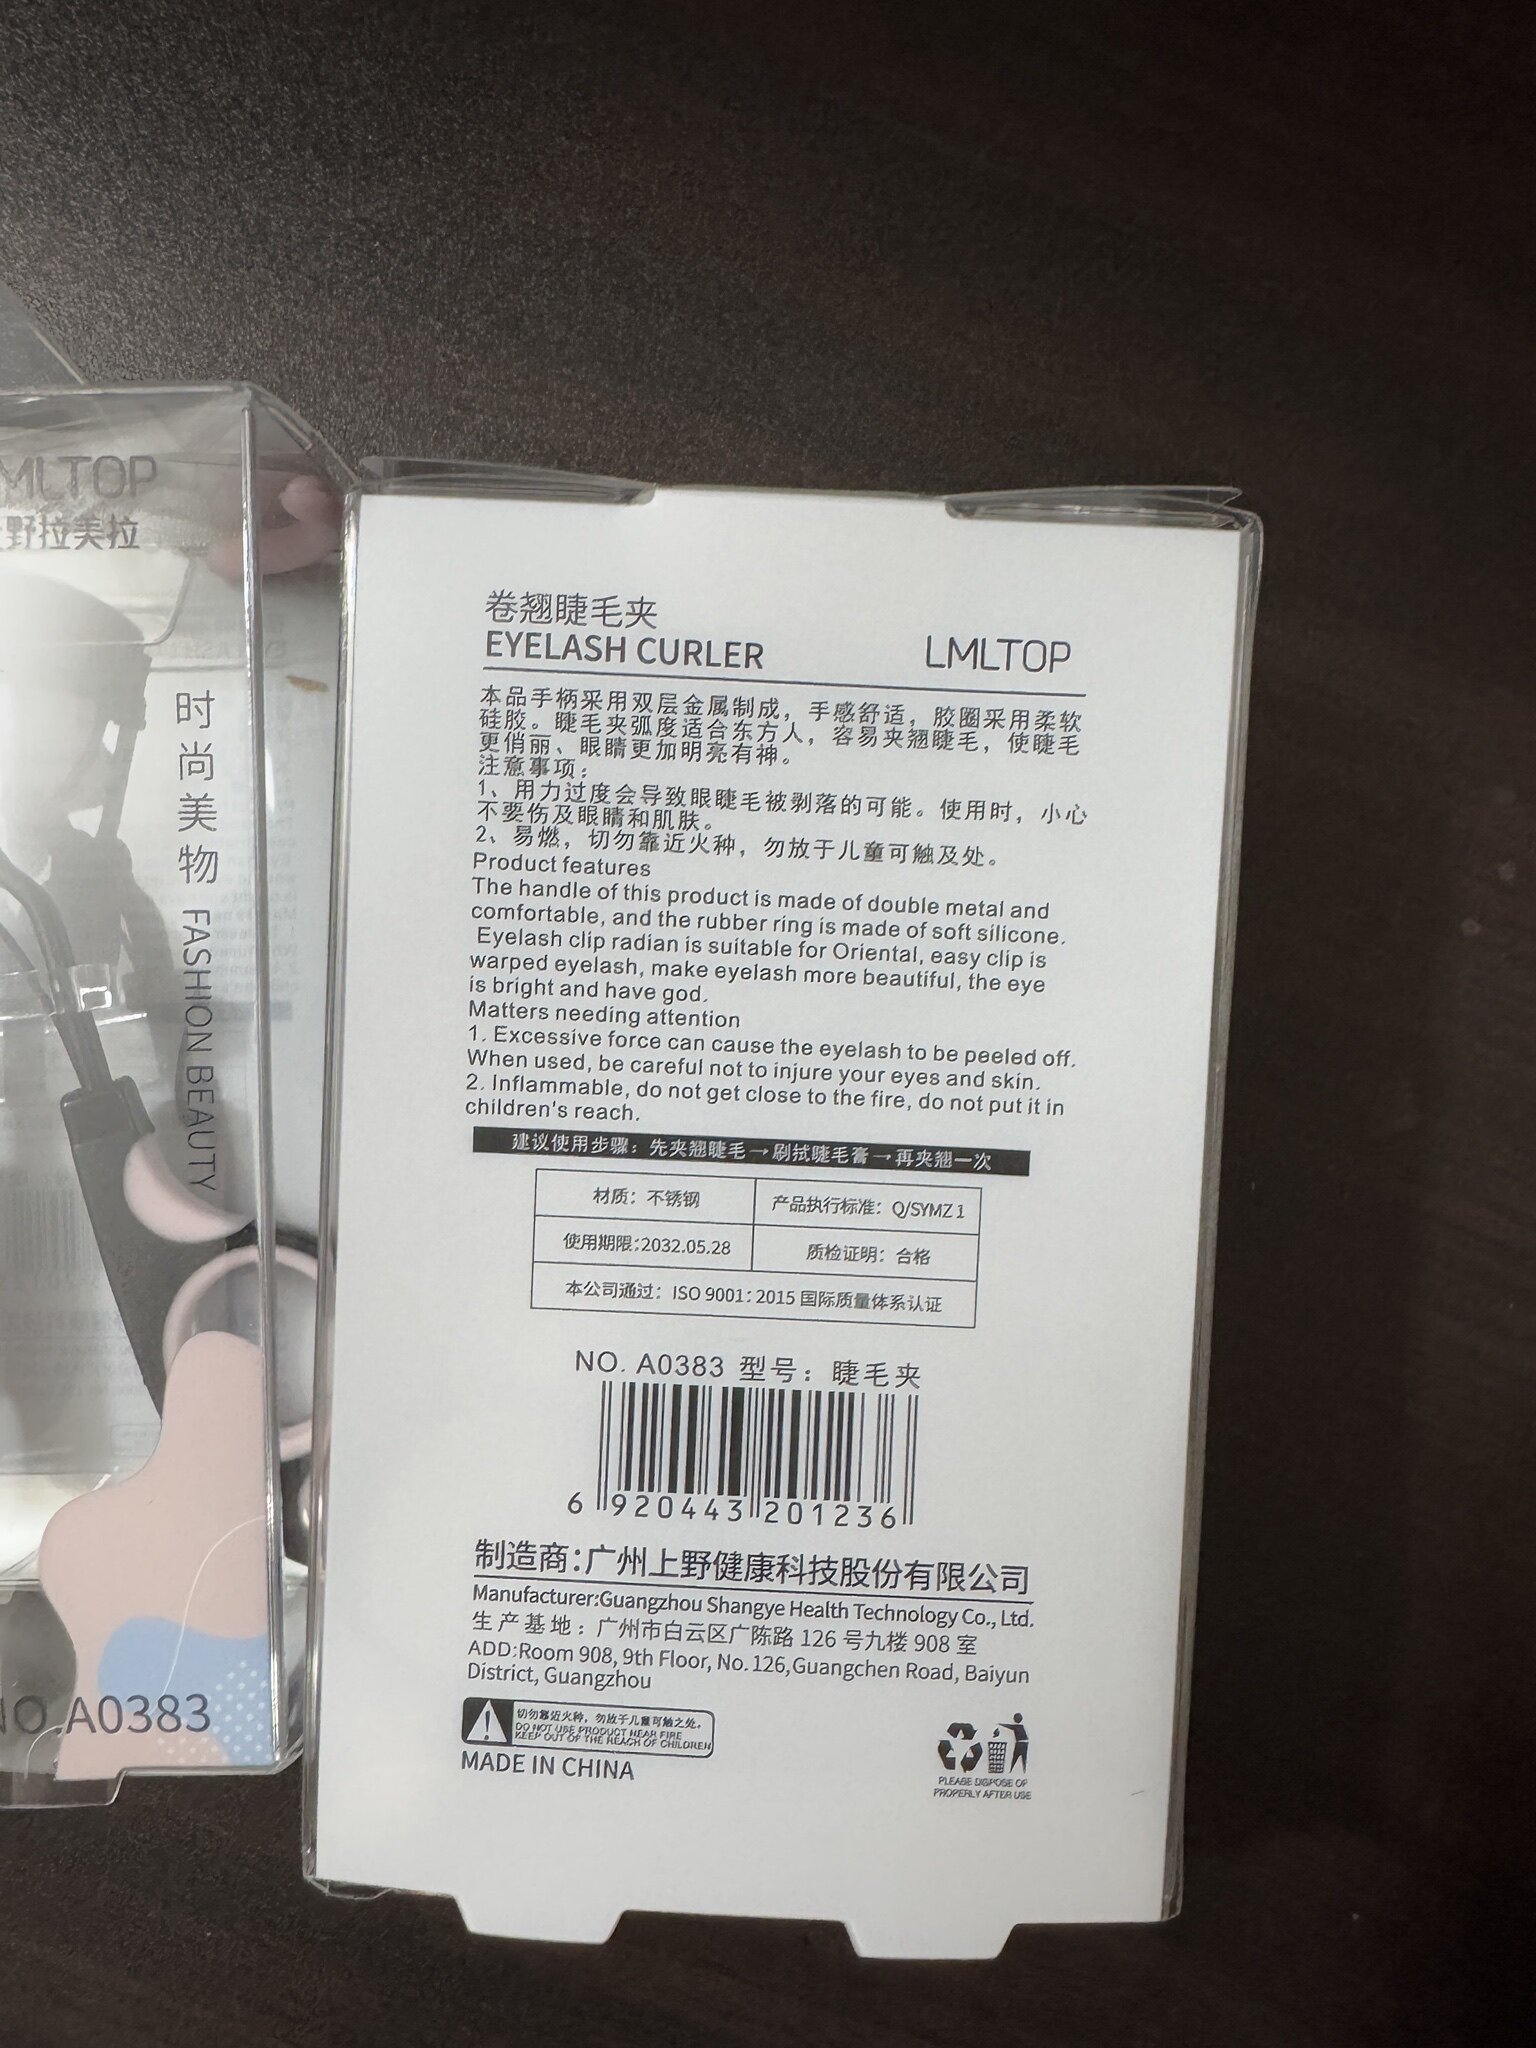 MLTOP
野拉美拉
时尚美物 FASHION BEAUTY
NO.A0383
卷翘睫毛夹
EYELASH CURLER
LMLTOP
本品手柄采用双层金属制成，手感舒适，胶圈采用柔软
硅胶。睫毛夹弧度适合东方人，容易夹翘睫毛，使睫毛
更俏丽、眼睛更加明亮有神。
注意事项：
1、用力过度会导致眼睫毛被剥落的可能。使用时，小心
不要伤及眼睛和肌肤。
2、易燃，切勿靠近火种，勿放于儿童可触及处。
Product features
The handle of this product is made of double metal and
comfortable, and the rubber ring is made of soft silicone.
Eyelash clip radian is suitable for Oriental, easy clip is
warped eyelash, make eyelash more beautiful, the eye
is bright and have god.
Matters needing attention
1. Excessive force can cause the eyelash to be peeled off.
When used, be careful not to injure your eyes and skin.
2. Inflammable, do not get close to the fire, do not put it in
children's reach.
建议使用步骤：先夹翘睫毛→刷拭睫毛膏→再夹翘一次
材质：不锈钢
产品执行标准：Q/SYMZ 1
使用期限:2032.05.28
质检证明：合格
本公司通过：ISO 9001：2015 国际质量体系认证
NO. A0383 型号：睫毛夹
6 920443 201236
制造商:广州上野健康科技股份有限公司
Manufacturer:Guangzhou Shangye Health Technology Co., Ltd.
生产基地：广州市白云区广陈路 126 号九楼 908 室
ADD:Room 908, 9th Floor, No. 126,Guangchen Road, Baiyun
District, Guangzhou
切勿靠近火种，勿放于儿童可触之处。
DO NOT USE PRODUCT NEAR FIRE
KEEP OUT OF THE REACH OF CHILDREN
MADE IN CHINA
PLEASE DISPOSE OF
PROPERLY AFTER USE